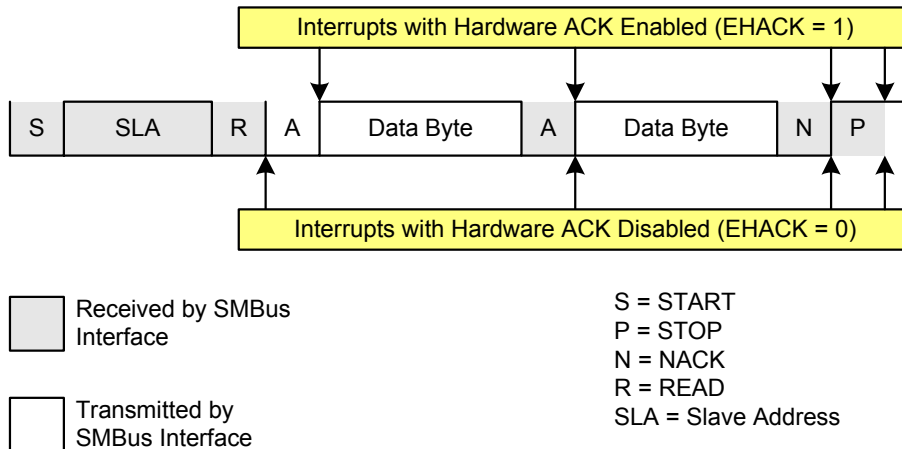 Interrupts with Hardware ACK Enabled (EHACK = 1)
S SLA R A Data Byte A Data Byte N P
Interrupts with Hardware ACK Disabled (EHACK = 0)
Received by SMBus
Interface
Transmitted by
SMBus Interface
S = START
P = STOP
N = NACK
R = READ
SLA = Slave Address